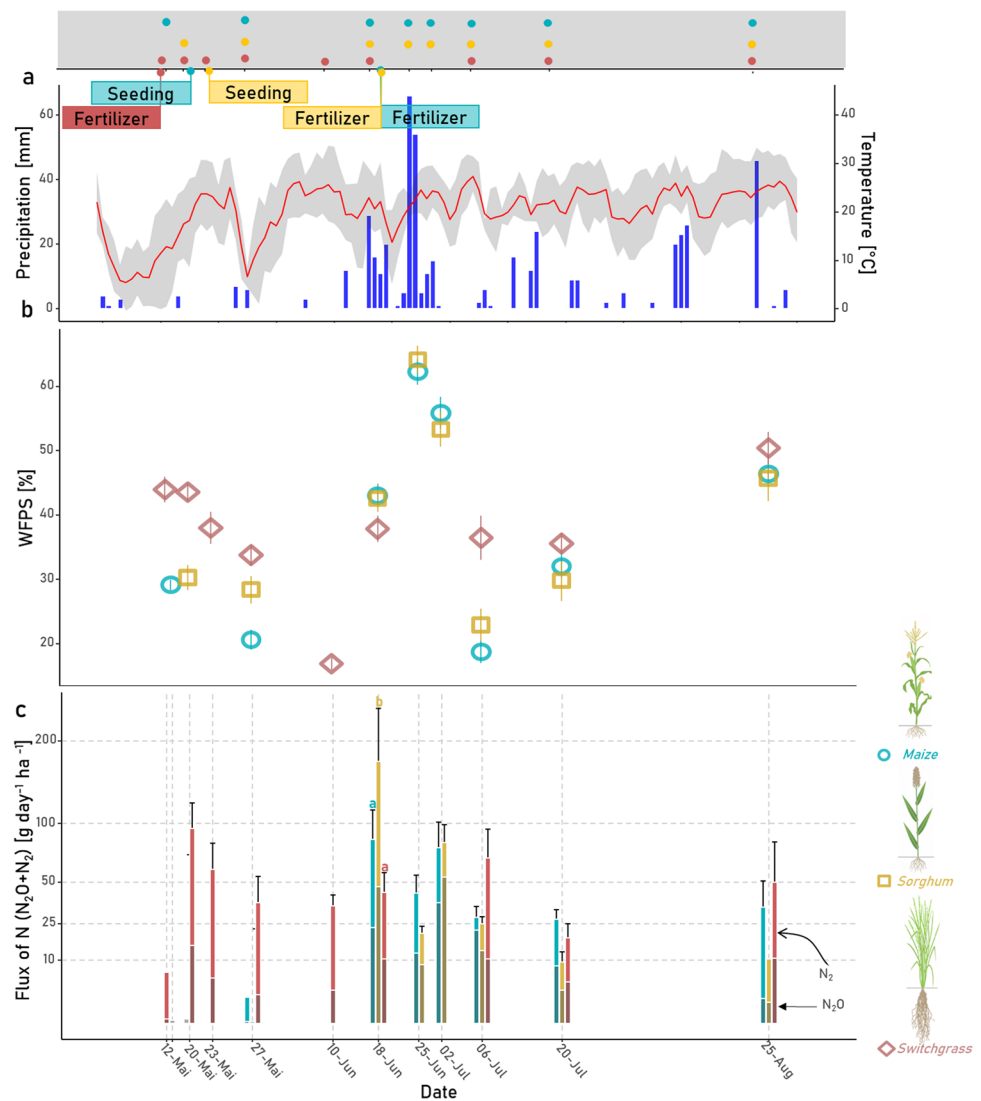 a
Seeding
Seeding
Fertilizer
Fertilizer
Fertilizer
Precipitation [mm]
60
40
20
0
Temperature [°C]
40
30
20
10
0
b
WFPS [%]
60
50
40
30
20
c
Flux of N (N₂O+N₂) [g day⁻¹ ha⁻¹]
200
100
50
25
10
b
a
a
N₂
N₂O
12-Mai
20-Mai
23-Mai
27-Mai
10-Jun
18-Jun
25-Jun
02-Jul
06-Jul
20-Jul
25-Aug
Date
Maize
Sorghum
Switchgrass